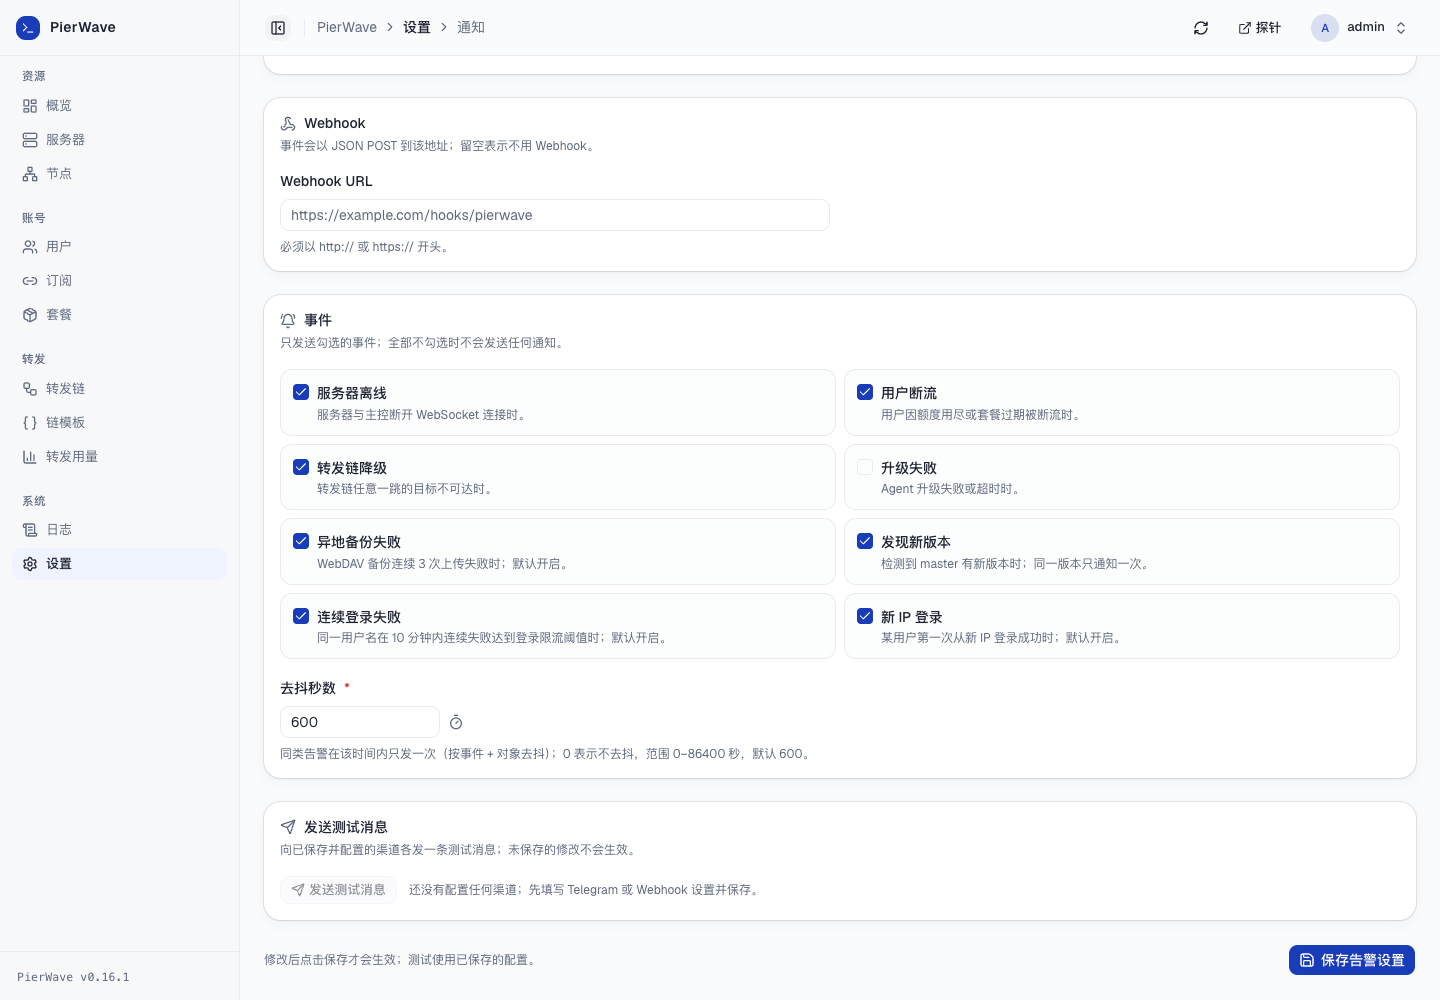 PierWave
PierWave > 设置 > 通知
探针
A
admin
资源
概览
服务器
节点
账号
用户
订阅
套餐
转发
转发链
链模板
转发用量
系统
日志
设置
PierWave v0.16.1
Webhook
事件会以 JSON POST 到该地址；留空表示不用 Webhook。
Webhook URL
https://example.com/hooks/pierwave
必须以 http:// 或 https:// 开头。
事件
只发送勾选的事件；全部不勾选时不会发送任何通知。
服务器离线
服务器与主控断开 WebSocket 连接时。
用户断流
用户因额度用尽或套餐过期被断流时。
转发链降级
转发链任意一跳的目标不可达时。
升级失败
Agent 升级失败或超时时。
异地备份失败
WebDAV 备份连续 3 次上传失败时；默认开启。
发现新版本
检测到 master 有新版本时；同一版本只通知一次。
连续登录失败
同一用户名在 10 分钟内连续失败达到登录限流阈值时；默认开启。
新 IP 登录
某用户第一次从新 IP 登录成功时；默认开启。
去抖秒数 *
600
同类告警在该时间内只发一次（按事件 + 对象去抖）；0 表示不去抖，范围 0–86400 秒，默认 600。
发送测试消息
向已保存并配置的渠道各发一条测试消息；未保存的修改不会生效。
发送测试消息
还没有配置任何渠道；先填写 Telegram 或 Webhook 设置并保存。
修改后点击保存才会生效；测试使用已保存的配置。
保存告警设置